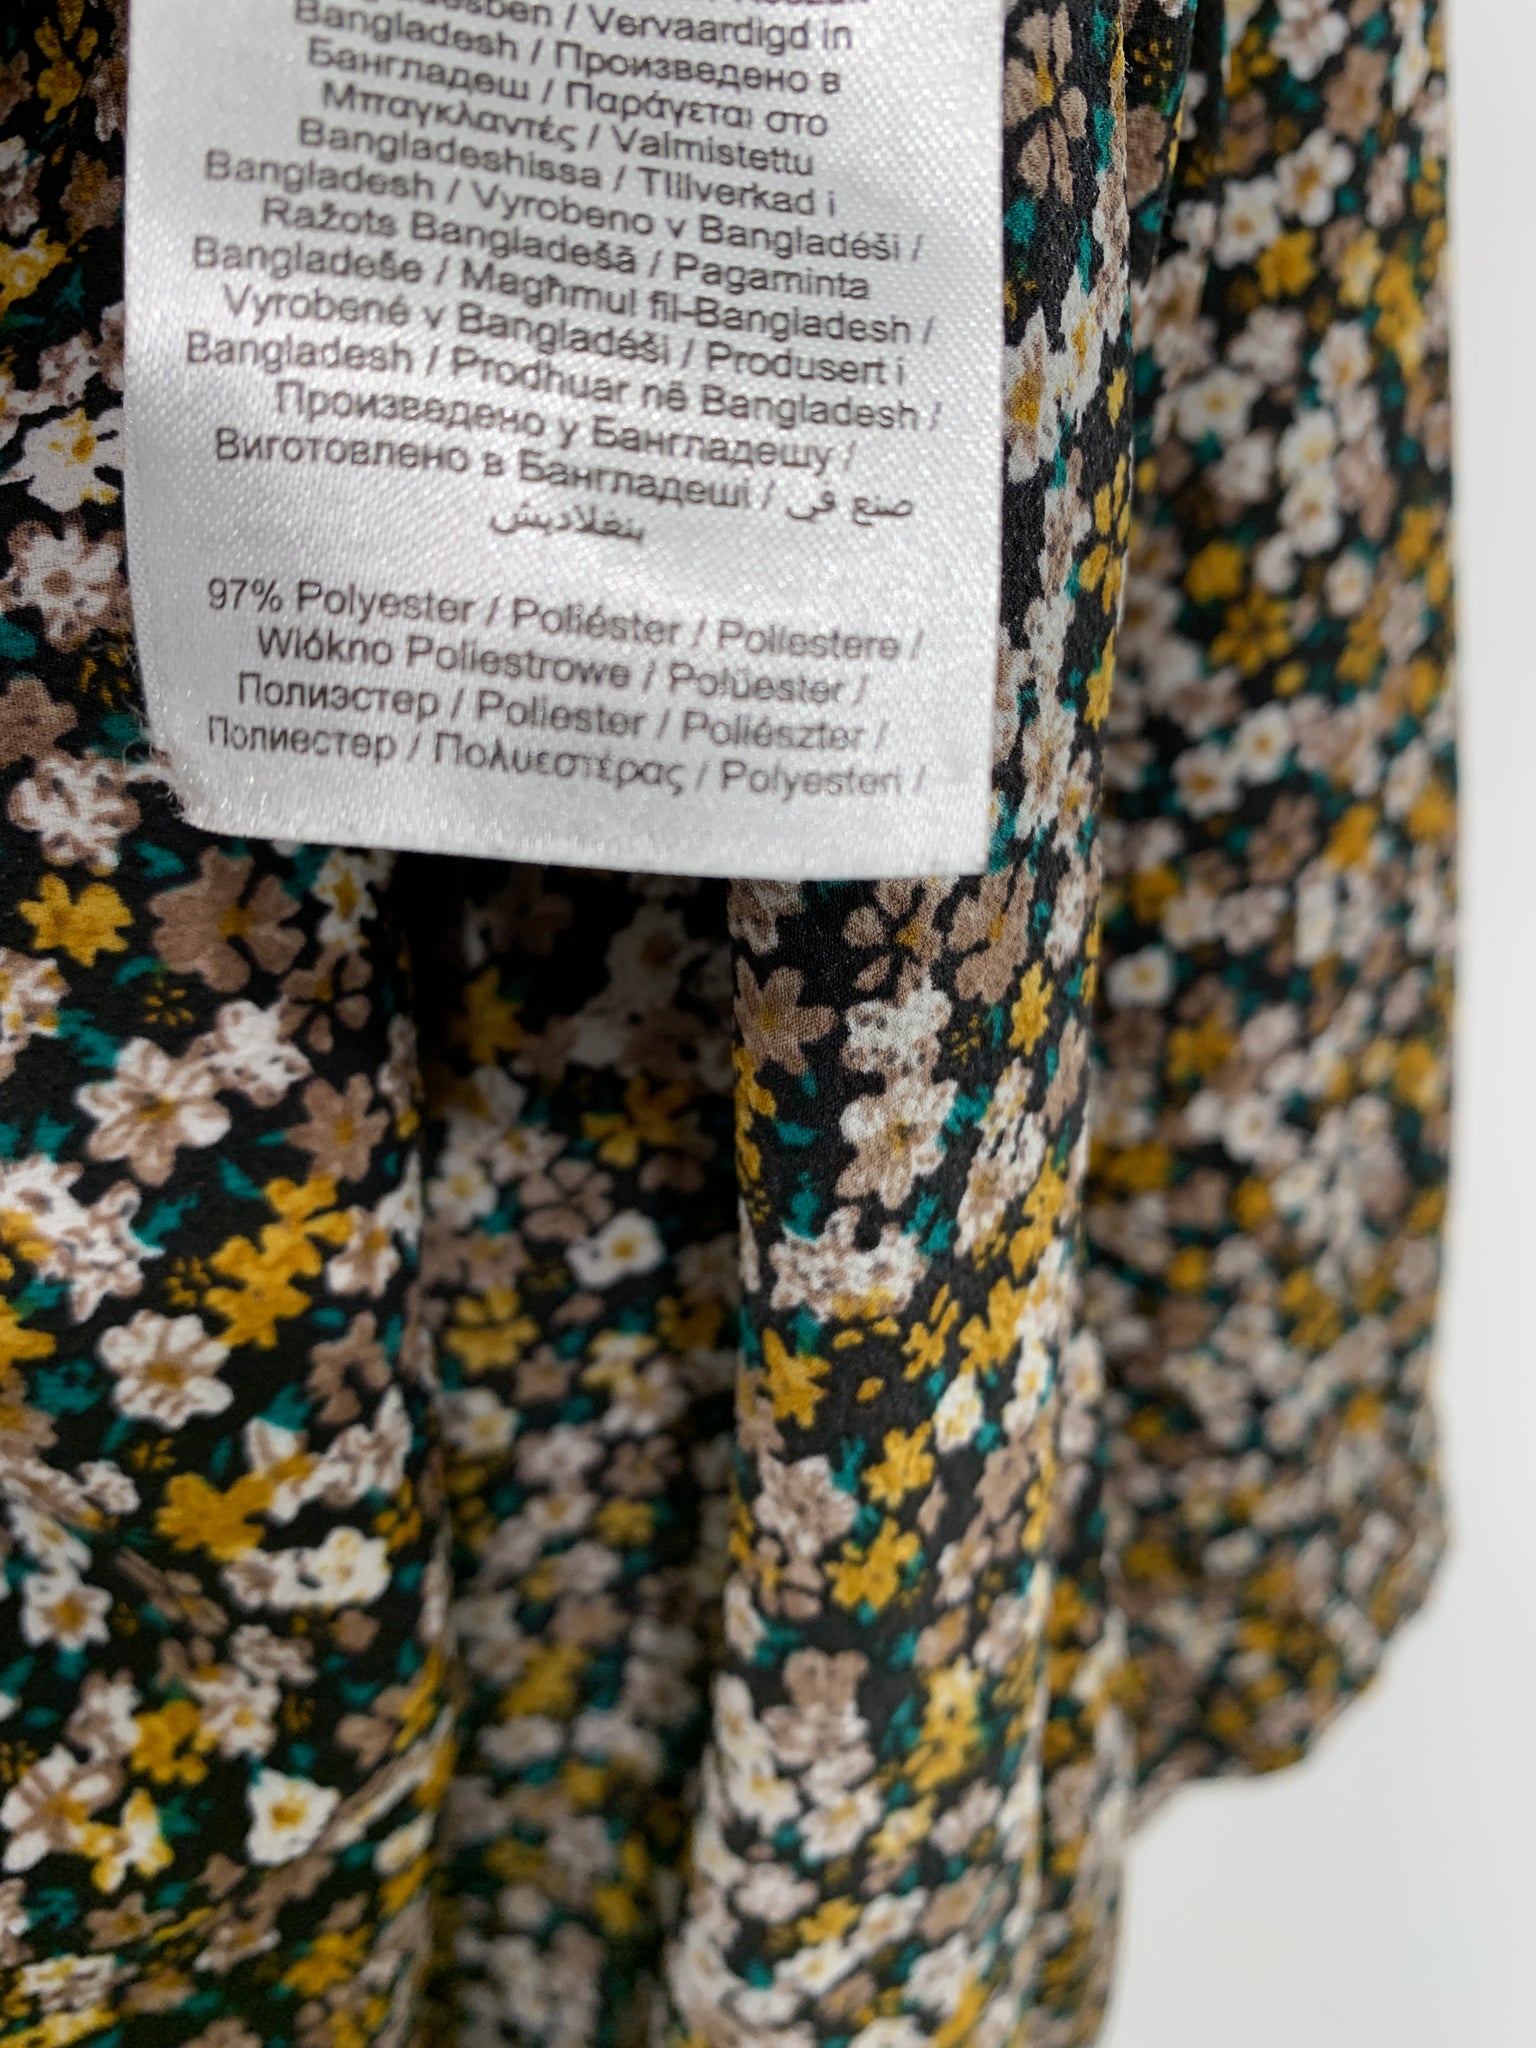 Vervaardigd in
Bangladesh / Произведено в
Бангладеш / Παράγεται στο
Μπαγκλαντές / Valmistettu
Bangladeshissa / Tlilverkad i
Bangladesh / Vyrobeno v Bangladéši /
Ražots Bangladešā / Pagaminta
Bangladeše / Magħmul fil-Bangladesh /
Vyrobené v Bangladéši / Produsert i
Bangladesh / Prodhuar në Bangladesh /
Произведено у Бангладешу /
Виготовлено в Бангладеші / صنع في
بنغلاديش
97% Polyester / Poliéster / Poliestere /
Wlókno Poliestrowe / Polüester /
Полиэстер / Poliester / Poliészter /
Полиестер / Πολυεστέρας / Polyesteri /